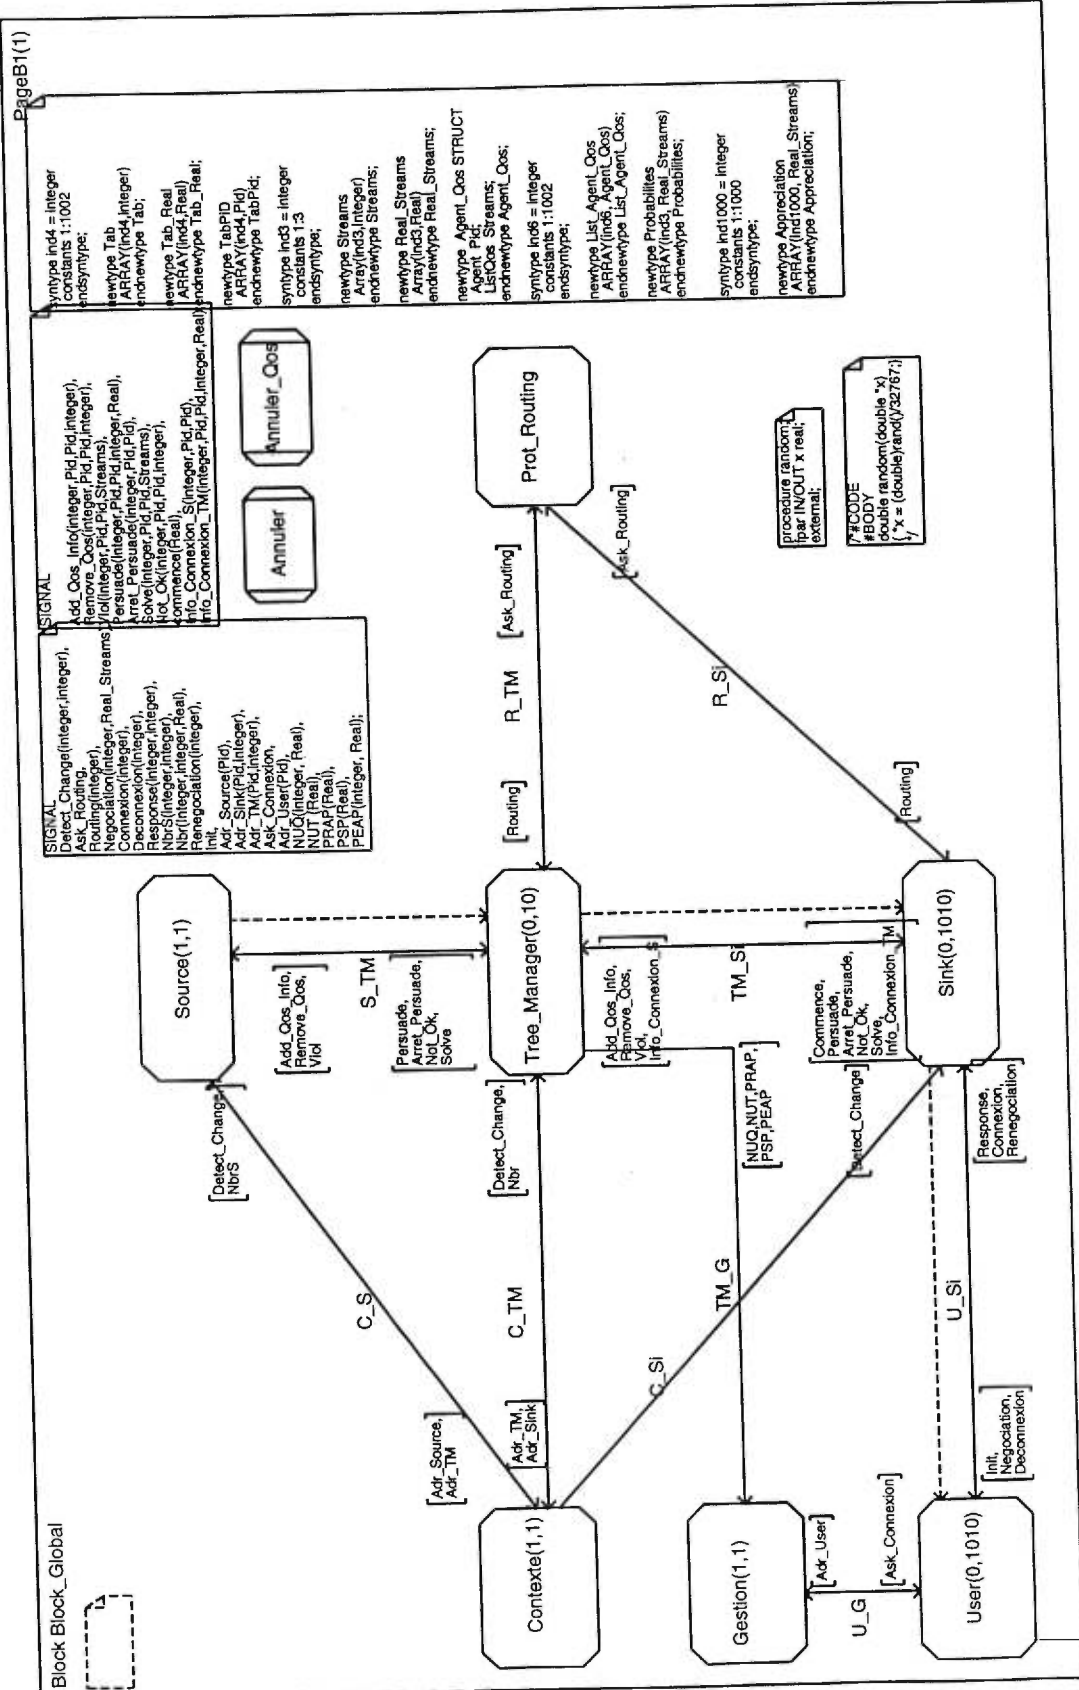 Block Block_Global
PageB1(1)
SIGNAL
Detect_Change(integer,integer),
Ask_Routing,
Routing(integer),
Negociation(integer,Real_Streams),
Connexion(integer),
Deconnexion(integer),
Response(integer,integer),
NbrS(integer,integer),
Nbr(integer,integer,Real),
Renegociation(integer),
Init,
Adr_Source(Pid),
Adr_Sink(Pid,integer),
Adr_TM(Pid,integer),
Ask_Connexion,
Adr_User(Pid),
NUQ(integer, Real),
NUT (Real),
PRAP(Real),
PSP(Real),
PEAP(integer, Real);
SIGNAL
Add_Qos_Info(integer,Pid,Pid,integer),
Remove_Qos(integer,Pid,Pid,integer),
Viol(integer,Pid,Pid,Streams),
Persuade(integer,Pid,Pid,integer,Real),
Arret_Persuade(integer,Pid,Pid),
Solve(integer,Pid,Pid,Streams),
Not_Ok(integer,Pid,Pid,integer),
commence(Real),
Info_Connexion_S(integer,Pid,Pid),
Info_Connexion_TM(integer,Pid,Pid,integer,Real);
syntype ind4 = integer
constants 1:1002
endsyntype;
newtype Tab
ARRAY(ind4,integer)
endnewtype Tab;
newtype Tab_Real
ARRAY(ind4,Real)
endnewtype Tab_Real;
newtype TabPID
ARRAY(ind4,Pid)
endnewtype TabPid;
syntype ind3 = integer
constants 1:3
endsyntype;
newtype Streams
Array(ind3,integer)
endnewtype Streams;
newtype Real_Streams
Array(ind3,Real)
endnewtype Real_Streams;
newtype Agent_Qos STRUCT
Agent Pid;
ListQos Streams;
endnewtype Agent_Qos;
syntype ind6 = integer
constants 1:1002
endsyntype;
newtype List_Agent_Qos
ARRAY(ind6, Agent_Qos)
endnewtype List_Agent_Qos;
newtype Probabilites
ARRAY(ind3, Real_Streams)
endnewtype Probabilites;
syntype ind1000 = integer
constants 1:1000
endsyntype;
newtype Appreciation
ARRAY(ind1000, Real_Streams)
endnewtype Appreciation;
Annuler
Annuler_Qos
Source(1,1)
[Detect_Change,
NbrS]
C_S
[Adr_Source,
Adr_TM]
[Add_Qos_Info,
Remove_Qos,
Viol]
S_TM
[Persuade,
Arret_Persuade,
Not_Ok,
Solve]
Contexte(1,1)
[Adr_TM,
Adr_Sink]
C_TM
[Detect_Change,
Nbr]
Tree_Manager(0,10)
[Routing]
R_TM
[Ask_Routing]
Prot_Routing
[Ask_Routing]
R_Si
[Routing]
[Add_Qos_Info,
Remove_Qos,
Viol,
Info_Connexion_s]
TM_Si
[Commence,
Persuade,
Arret_Persuade,
Not_Ok,
Solve,
Info_Connexion_TM]
[NUQ,NUT,PRAP,
PSP,PEAP]
TM_G
C_Si
[Detect_Change]
Gestion(1,1)
[Adr_User]
U_G
[Ask_Connexion]
User(0,1010)
[Init,
Negociation,
Deconnexion]
U_Si
[Response,
Connexion,
Renegociation]
Sink(0,1010)
procedure random;
fpar IN/OUT x real;
external;
/*#CODE
#BODY
double random(double *x)
{ *x = (double)rand()/32767;}
*/